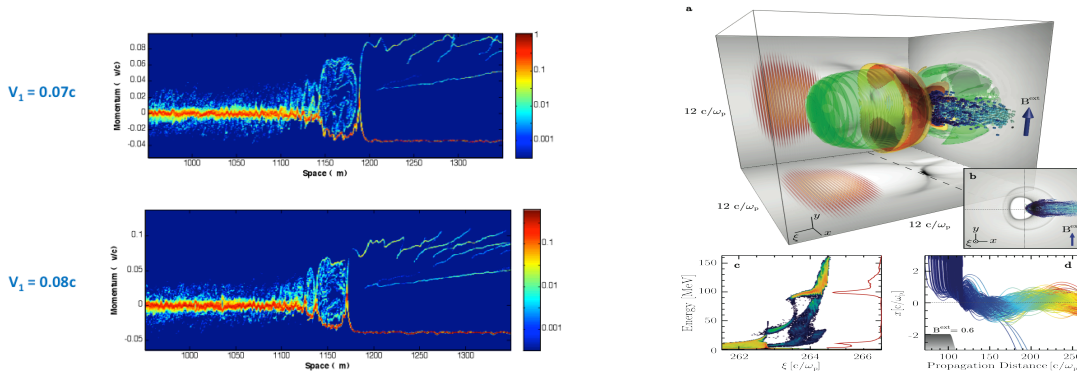 V₁ = 0.07c
Momentum ( v/c)
0.08
0.06
0.04
0.02
0
-0.02
-0.04
1000
1050
1100
1150
1200
1250
1300
Space ( m)
1
0.1
0.01
0.001
V₁ = 0.08c
Momentum ( v/c)
0.1
0.05
0
-0.05
1000
1050
1100
1150
1200
1250
1300
Space ( m)
0.1
0.01
0.001
a
12 c/ωₚ
12 c/ωₚ
12 c/ωₚ
Bᵉˣᵗ
y
ξ
x
b
y
ξ
x
Bᵉˣᵗ
c
Energy [MeV]
150
100
50
0
262
264
266
ξ [c/ωₚ]
d
x[c/ωₚ]
2
0
-2
Bᵉˣᵗ= 0.6
100
150
200
250
Propagation Distance [c/ωₚ]